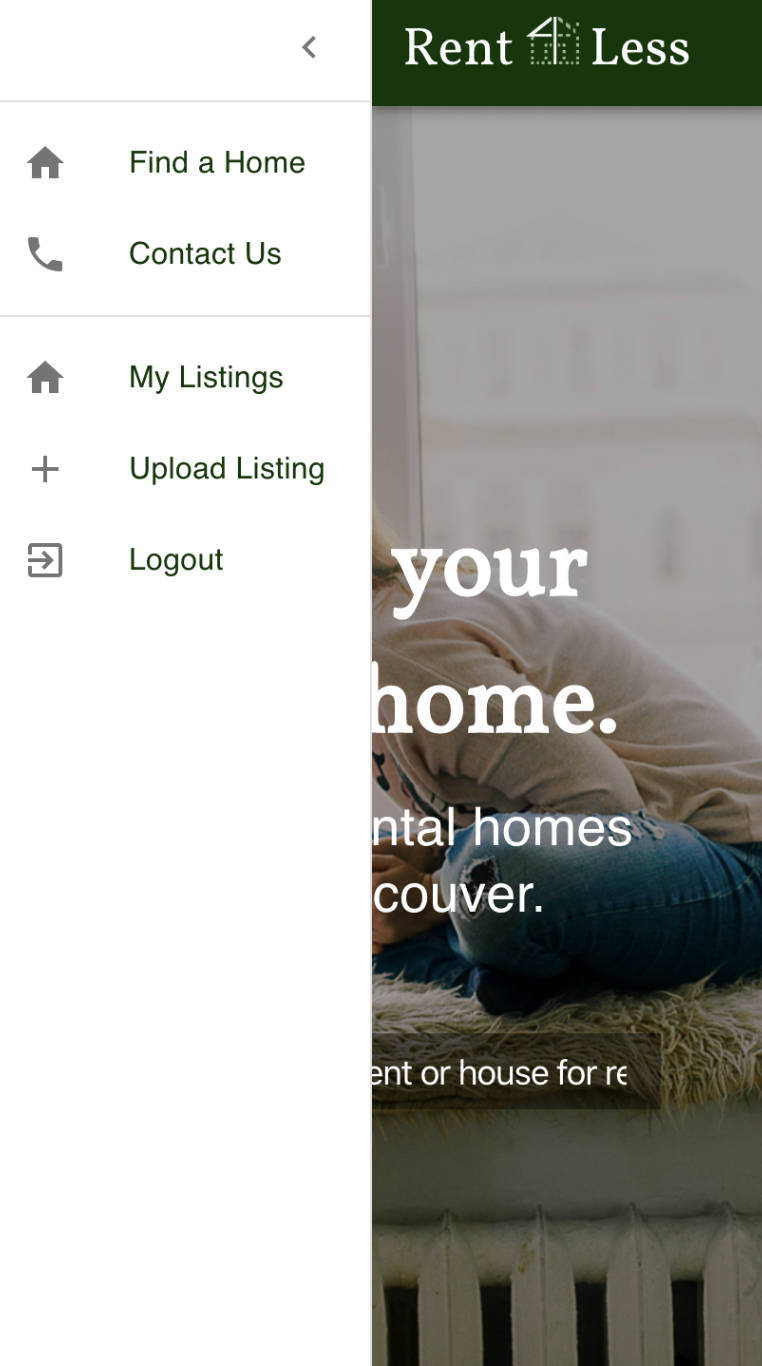 Rent Less
Find a Home
Contact Us
My Listings
Upload Listing
Logout
your
home.
ntal homes
couver.
ent or house for re